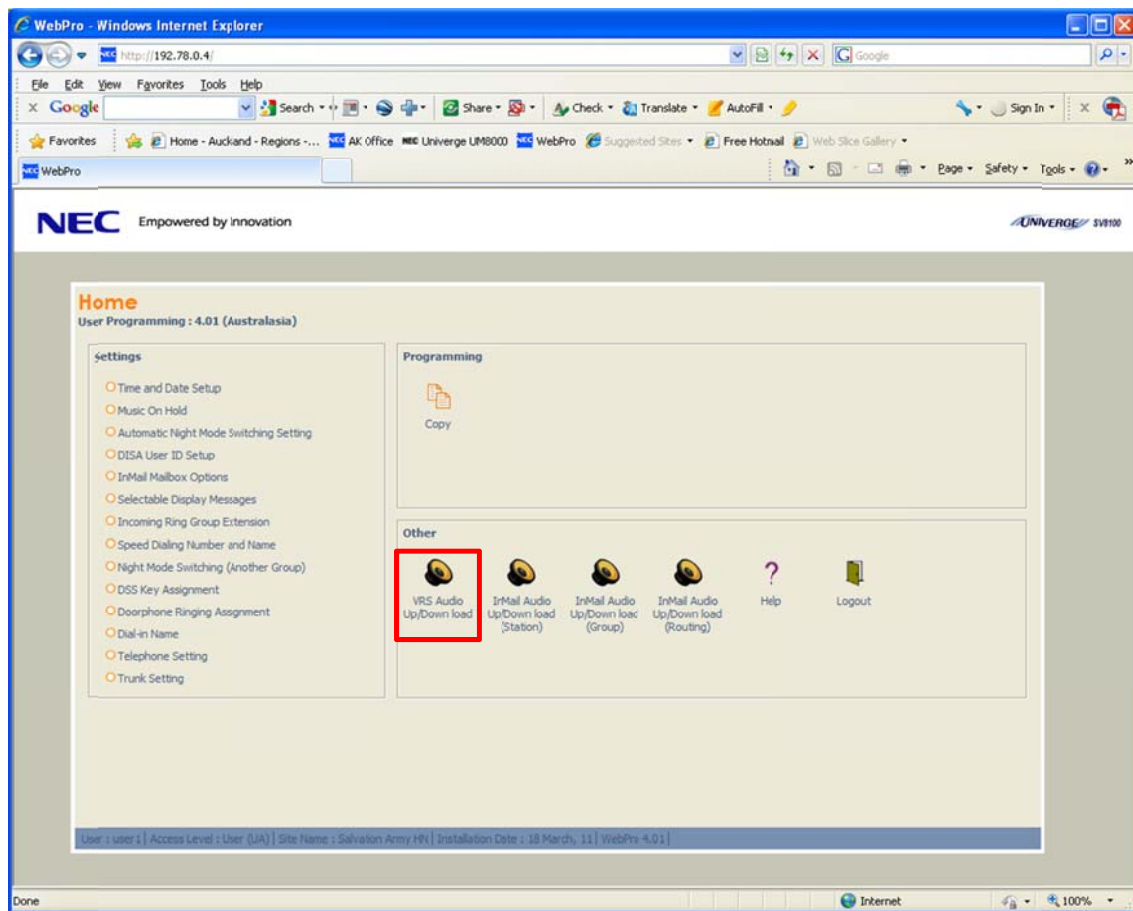 WebPro - Windows Internet Explorer
http://192.78.0.4/
Google
File Edit View Favorites Tools Help
x Google Search Share Check Translate AutoFill Sign In x
Favorites Home - Auckand - Regions -... AK Office NEC Univerge UM8000 WebPro Suggested Sites Free Hotmail Web Slice Gallery
WebPro Page Safety Tools »
NEC Empowered by Innovation UNIVERGE SV8100
Home
User Programming : 4.01 (Australasia)
Settings
Time and Date Setup
Music On Hold
Automatic Night Mode Switching Setting
DISA User ID Setup
InMail Mailbox Options
Selectable Display Messages
Incoming Ring Group Extension
Speed Dialing Number and Name
Night Mode Switching (Another Group)
DSS Key Assignment
Doorphone Ringing Assignment
Dial-in Name
Telephone Setting
Trunk Setting
Programming
Copy
Other
VRS Audio Up/Down load
InMail Audio Up/Down load (Station)
InMail Audio Up/Down load (Group)
InMail Audio Up/Down load (Routing)
Help
Logout
User : user1 | Access Level : User (UA) | Site Name : Salvation Army HN | Installation Date : 18 March, 11 | WebPro 4.01 |
Done Internet 100%